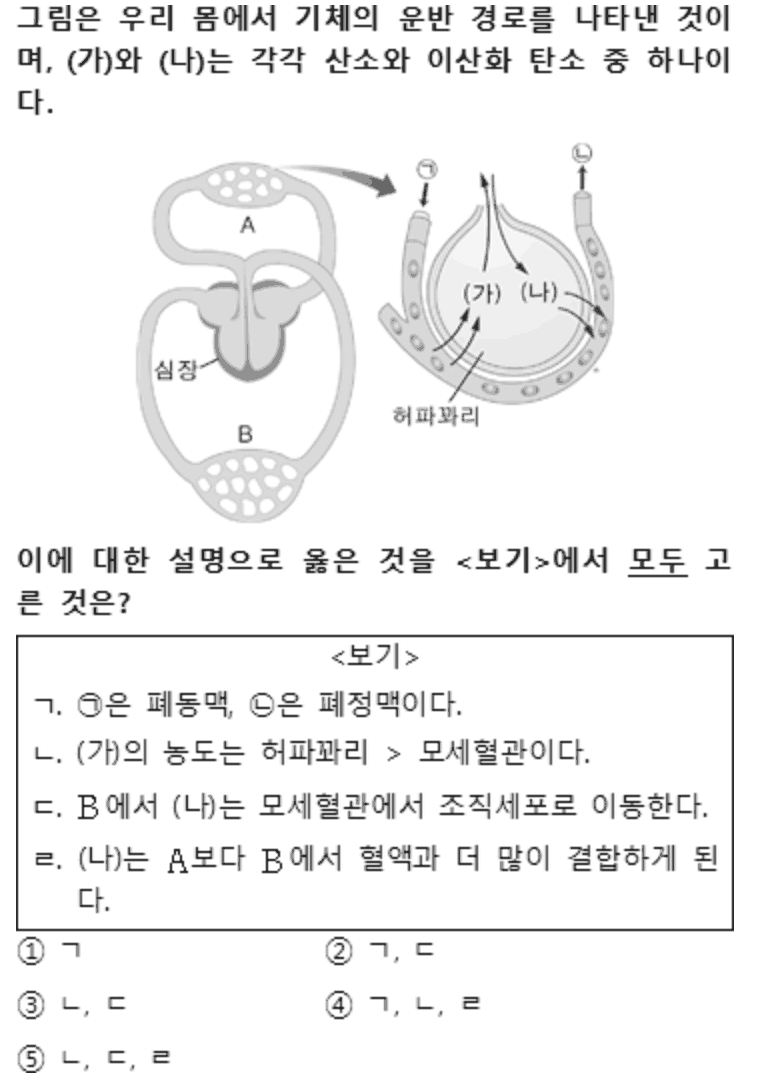 그림은 우리 몸에서 기체의 운반 경로를 나타낸 것이
며, (가)와 (나)는 각각 산소와 이산화 탄소 중 하나이
다.
㉠
㉡
A
(가)
(나)
심장
허파꽈리
B
이에 대한 설명으로 옳은 것을 <보기>에서 모두 고
른 것은?
<보기>
ㄱ. ㉠은 폐동맥, ㉡은 폐정맥이다.
ㄴ. (가)의 농도는 허파꽈리 > 모세혈관이다.
ㄷ. B에서 (나)는 모세혈관에서 조직세포로 이동한다.
ㄹ. (나)는 A보다 B에서 혈액과 더 많이 결합하게 된
다.
① ㄱ
② ㄱ, ㄷ
③ ㄴ, ㄷ
④ ㄱ, ㄴ, ㄹ
⑤ ㄴ, ㄷ, ㄹ